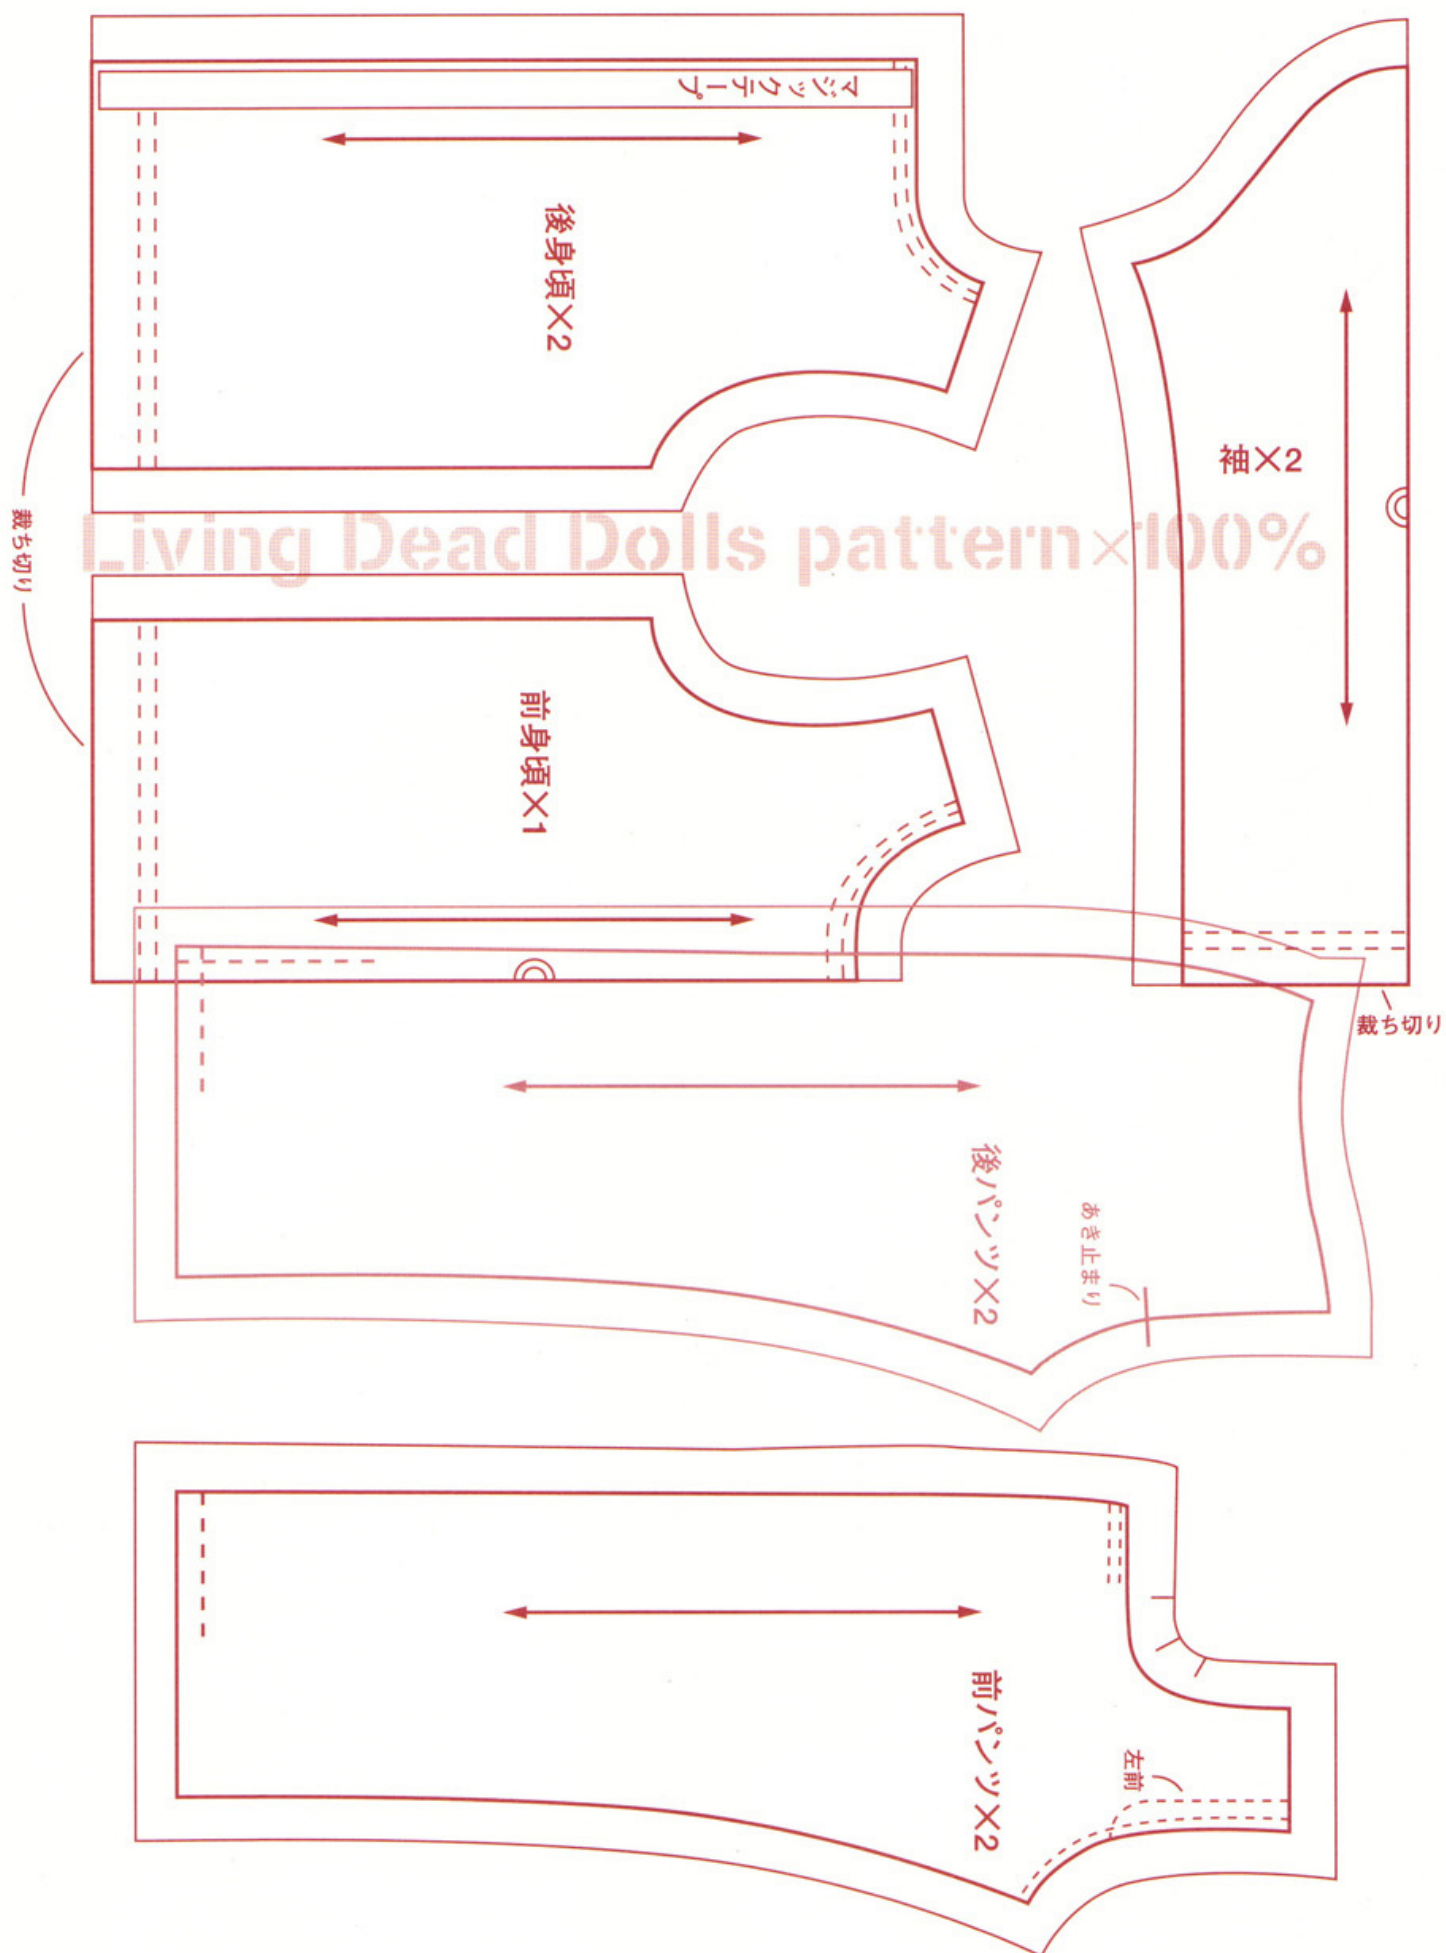 マジックテープ
後身頃×2
袖×2
裁ち切り
Living Dead Dolls pattern×100%
前身頃×1
裁ち切り
後パンツ×2
あき止まり
前パンツ×2
左前